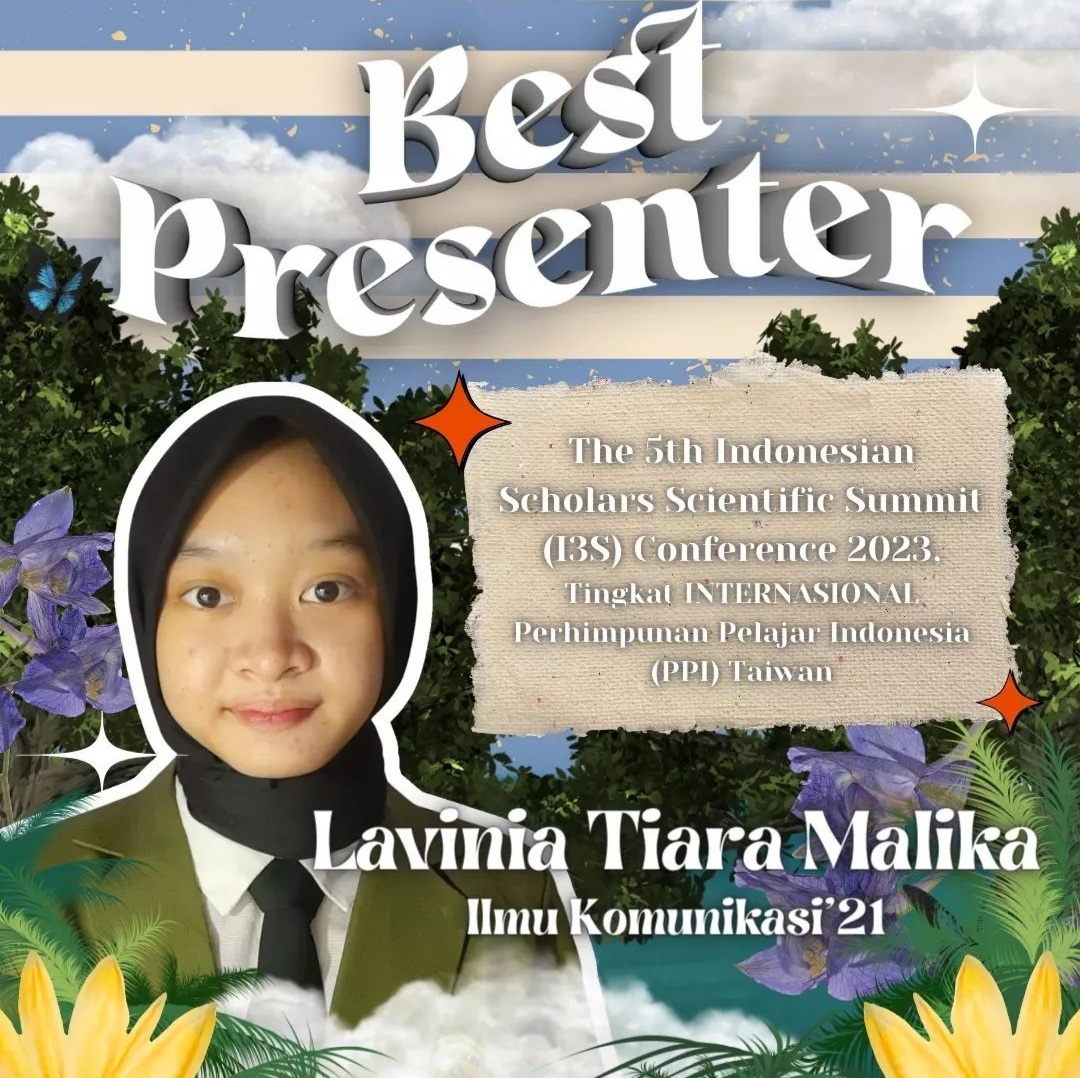 Best
Presenter
The 5th Indonesian
Scholars Scientific Summit
(I3S) Conference 2023.
Tingkat INTERNASIONAL
Perhimpunan Pelajar Indonesia
(PPI) Taiwan
Lavinia Tiara Malika
Ilmu Komunikasi'21